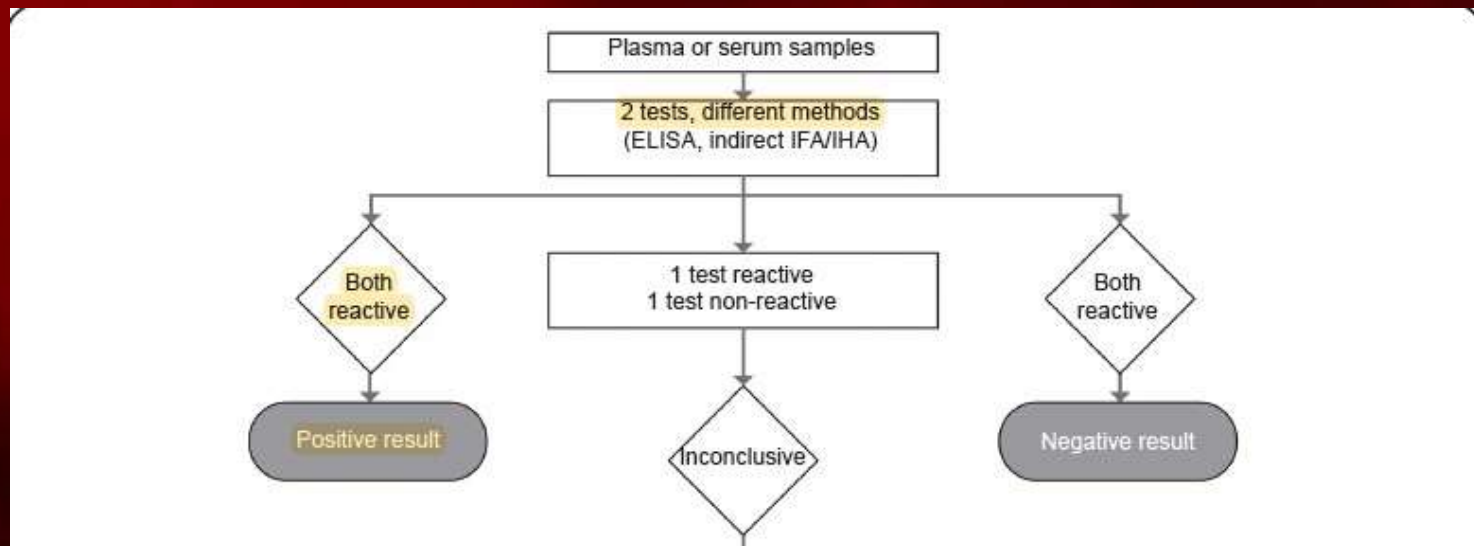 Plasma or serum samples
2 tests, different methods
(ELISA, indirect IFA/IHA)
Both
reactive
1 test reactive
1 test non-reactive
Both
reactive
Positive result
Inconclusive
Negative result